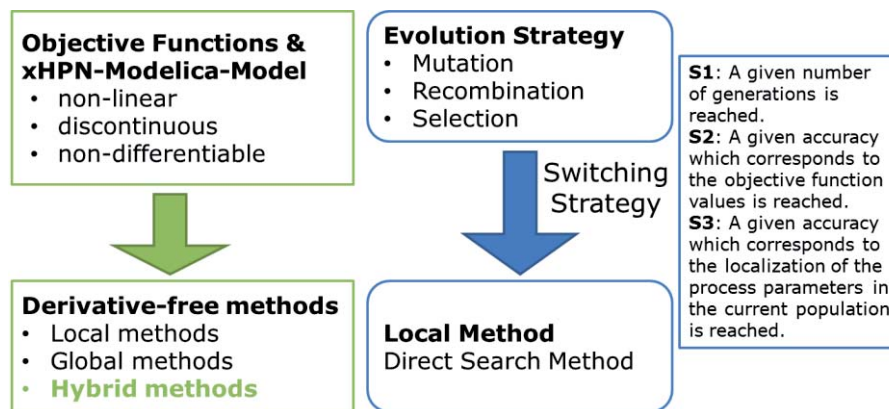 Objective Functions &
xHPN-Modelica-Model
• non-linear
• discontinuous
• non-differentiable
Derivative-free methods
• Local methods
• Global methods
• Hybrid methods
Evolution Strategy
• Mutation
• Recombination
• Selection
Switching
Strategy
Local Method
Direct Search Method
S1: A given number
of generations is
reached.
S2: A given accuracy
which corresponds to
the objective function
values is reached.
S3: A given accuracy
which corresponds to
the localization of the
process parameters in
the current population
is reached.